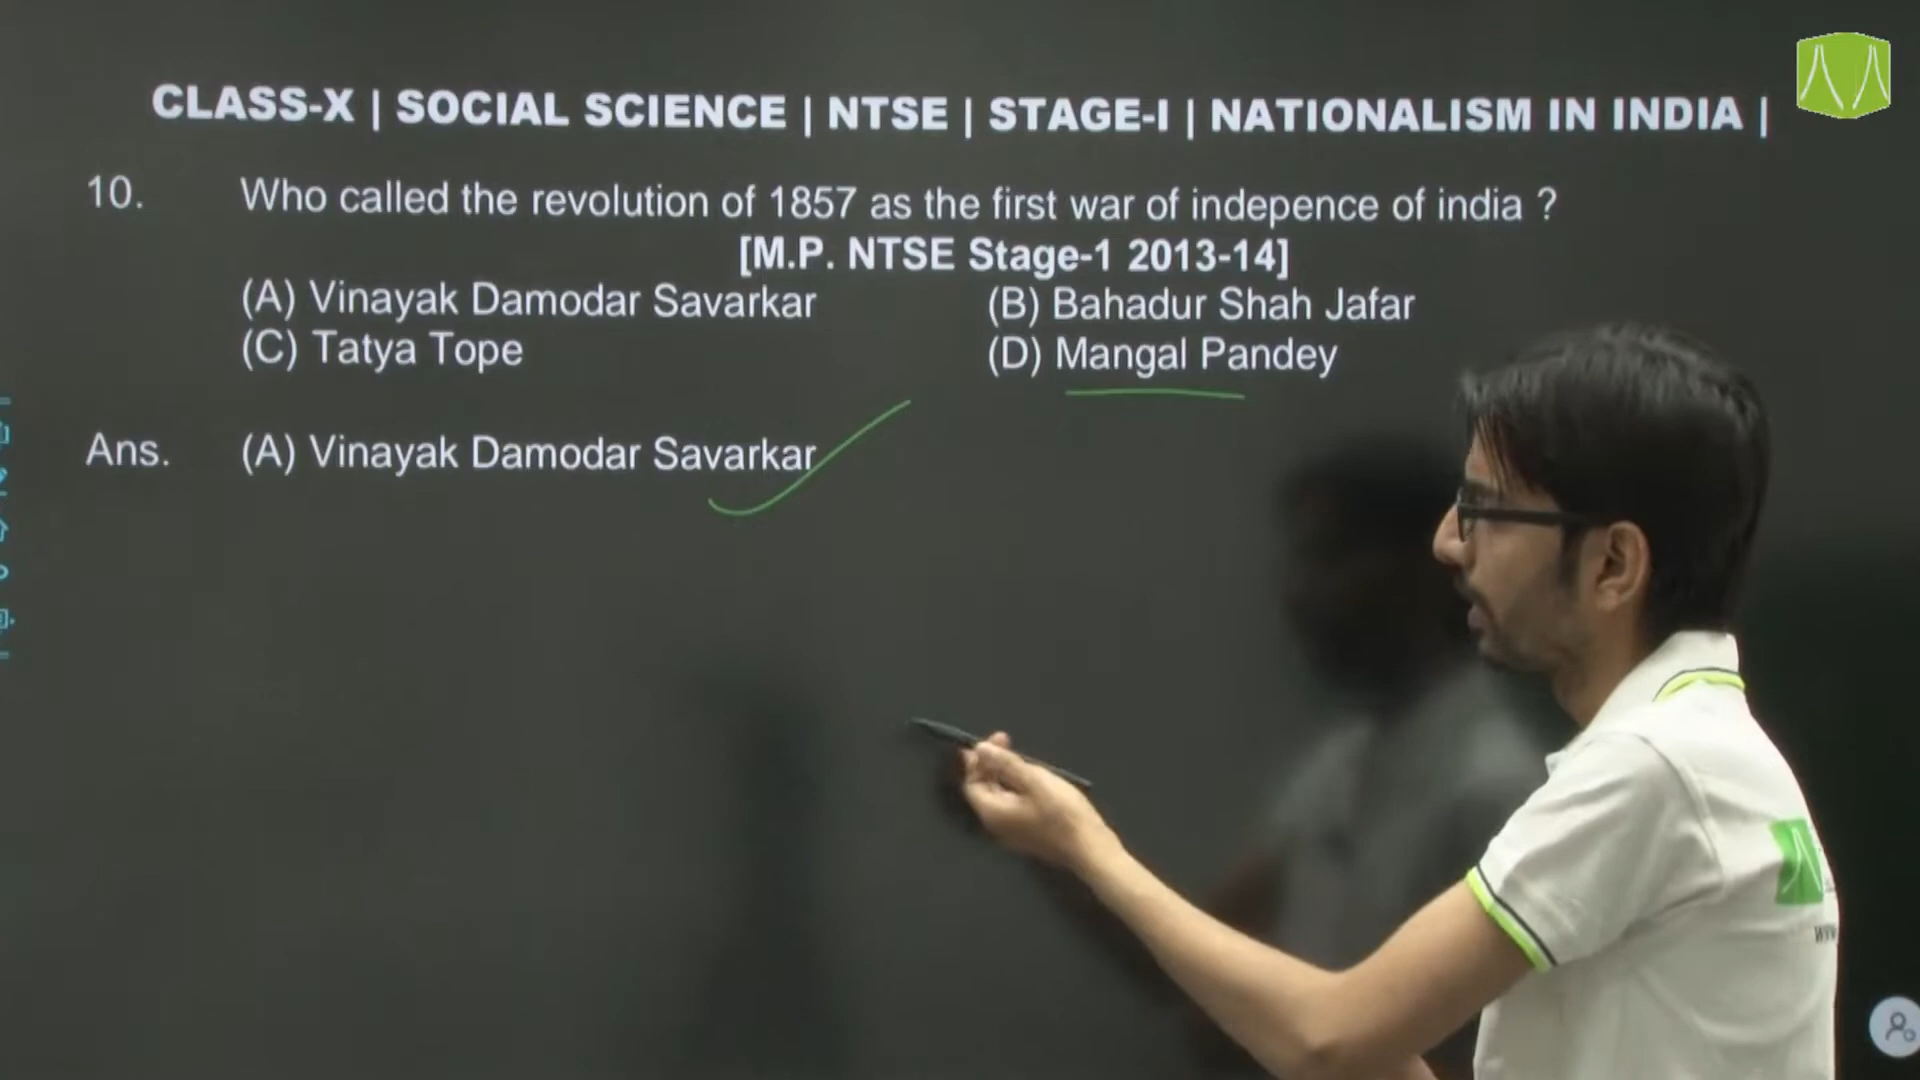 CLASS-X | SOCIAL SCIENCE | NTSE | STAGE-I | NATIONALISM IN INDIA |
10. Who called the revolution of 1857 as the first war of indepence of india ?
[M.P. NTSE Stage-1 2013-14]
(A) Vinayak Damodar Savarkar (B) Bahadur Shah Jafar
(C) Tatya Tope (D) Mangal Pandey
Ans. (A) Vinayak Damodar Savarkar